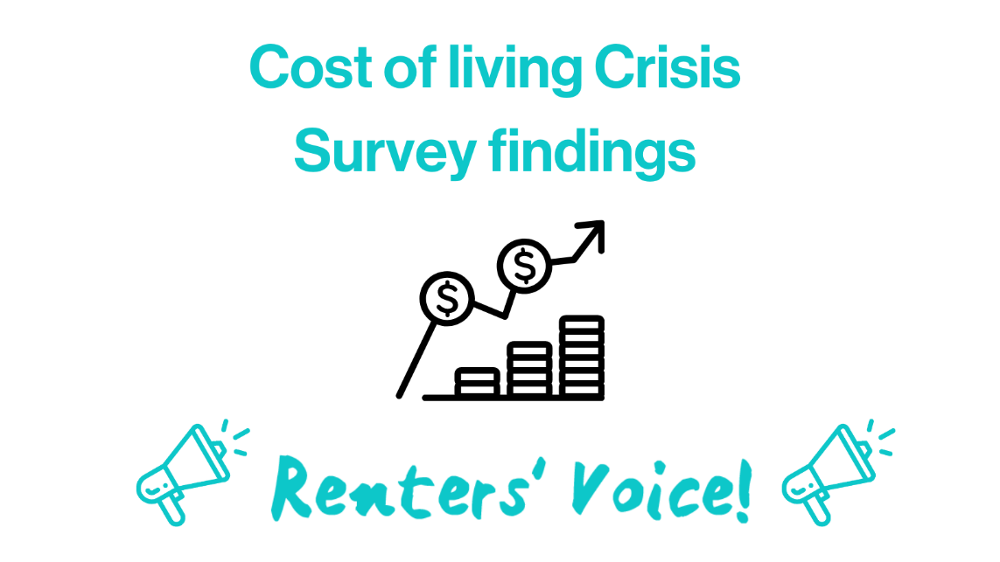 Cost of living Crisis
Survey findings
$
$
Renters' Voice!